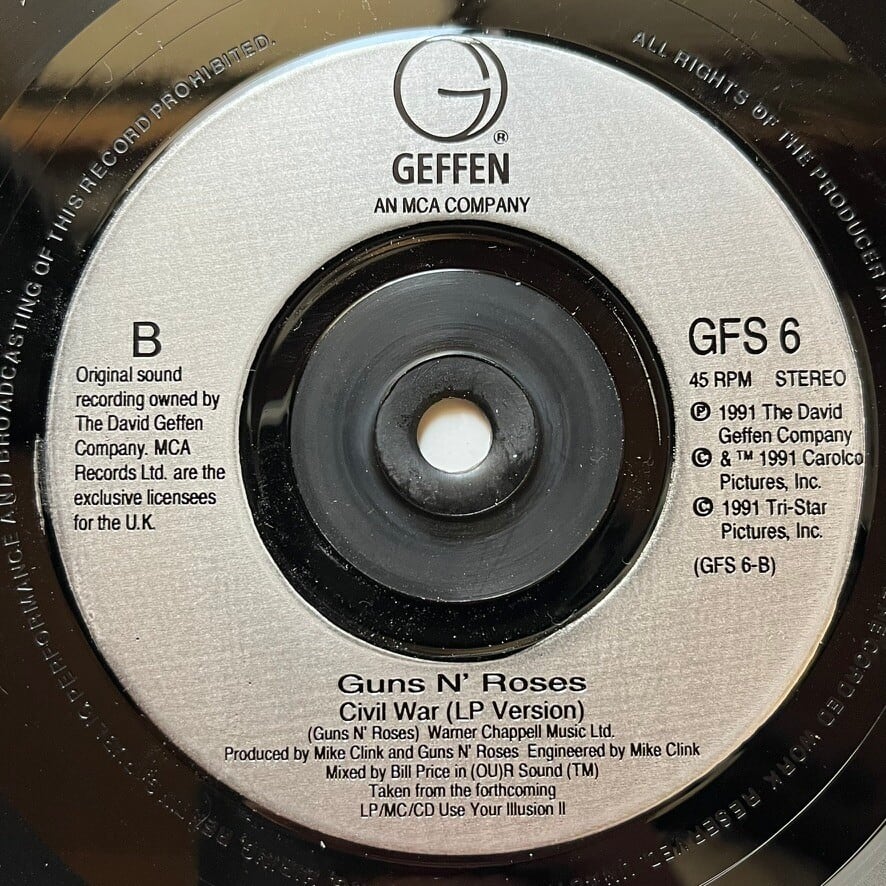 ALL RIGHTS OF THE PRODUCER
RECORDED WORK RESERVED.
PERFORMANCE AND BROADCASTING OF THIS RECORD PROHIBITED.
G
®
GEFFEN
AN MCA COMPANY
B
Original sound
recording owned by
The David Geffen
Company. MCA
Records Ltd. are the
exclusive licensees
for the U.K.
GFS 6
45 RPM STEREO
℗ 1991 The David
Geffen Company
© & ™ 1991 Carolco
Pictures, Inc.
© 1991 Tri-Star
Pictures, Inc.
(GFS 6-B)
Guns N' Roses
Civil War (LP Version)
(Guns N' Roses) Warner Chappell Music Ltd.
Produced by Mike Clink and Guns N' Roses Engineered by Mike Clink
Mixed by Bill Price in (OU)R Sound (TM)
Taken from the forthcoming
LP/MC/CD Use Your Illusion II